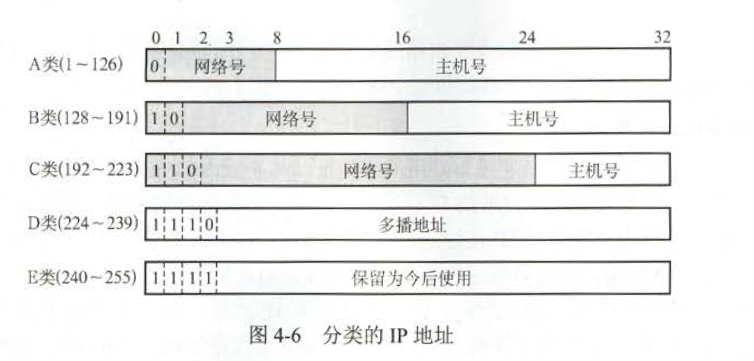 0 1 2 3 8 16 24 32
A类(1~126) 0 网络号 主机号
B类(128~191) 1 0 网络号 主机号
C类(192~223) 1 1 0 网络号 主机号
D类(224~239) 1 1 1 0 多播地址
E类(240~255) 1 1 1 1 保留为今后使用
图 4-6 分类的 IP 地址